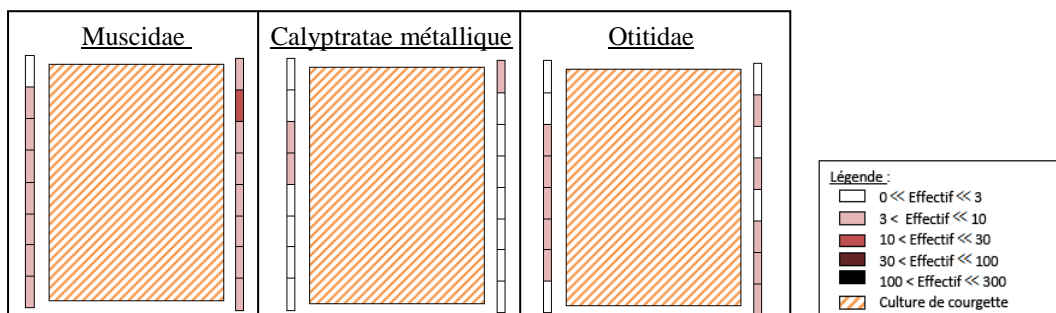 Muscidae
Calyptratae métallique
Otitidae
Légende :
0 << Effectif << 3
3 < Effectif << 10
10 < Effectif << 30
30 < Effectif << 100
100 < Effectif << 300
Culture de courgette